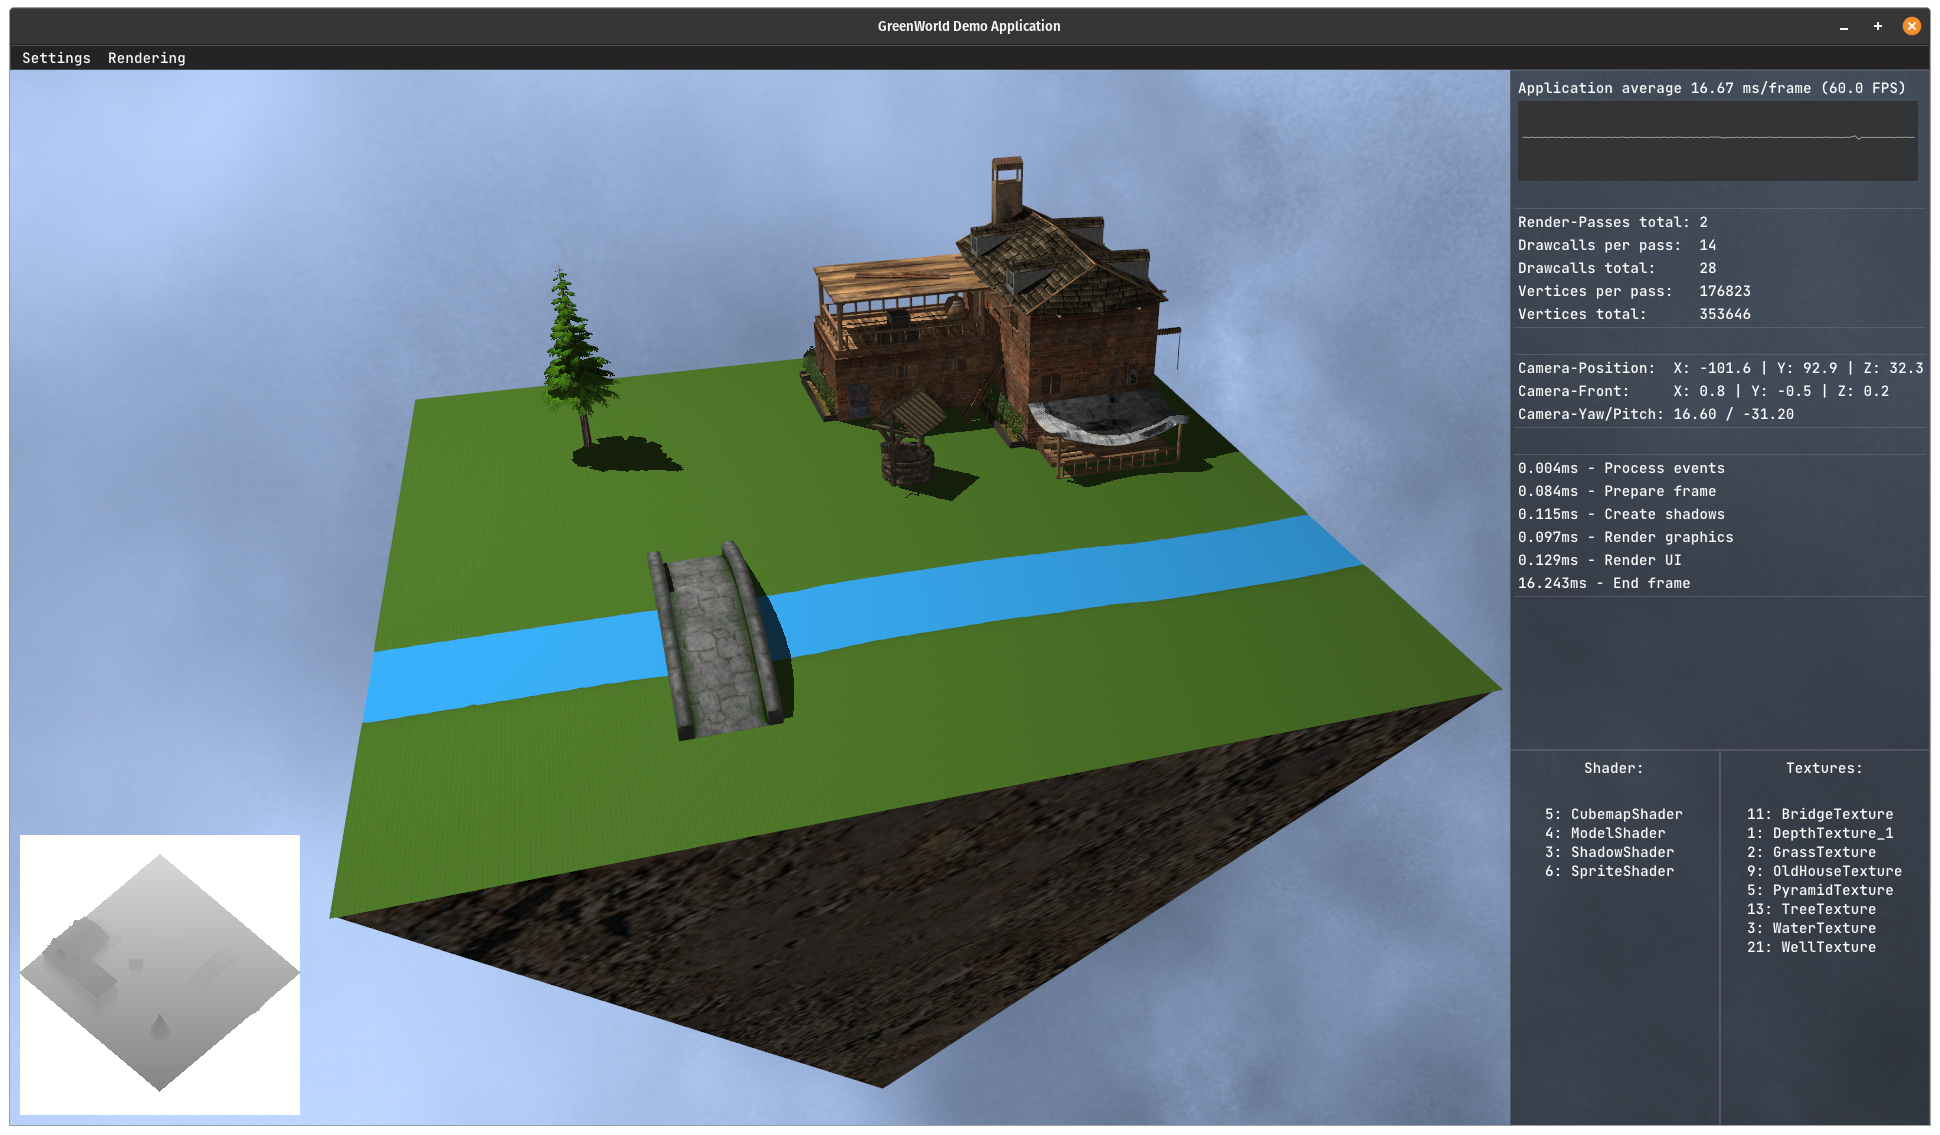 GreenWorld Demo Application
Settings Rendering
Application average 16.67 ms/frame (60.0 FPS)
Render-Passes total: 2
Drawcalls per pass: 14
Drawcalls total: 28
Vertices per pass: 176823
Vertices total: 353646
Camera-Position: X: -101.6 | Y: 92.9 | Z: 32.3
Camera-Front: X: 0.8 | Y: -0.5 | Z: 0.2
Camera-Yaw/Pitch: 16.60 / -31.20
0.004ms - Process events
0.084ms - Prepare frame
0.115ms - Create shadows
0.097ms - Render graphics
0.129ms - Render UI
16.243ms - End frame
Shader:
5: CubemapShader
4: ModelShader
3: ShadowShader
6: SpriteShader
Textures:
11: BridgeTexture
1: DepthTexture_1
2: GrassTexture
9: OldHouseTexture
5: PyramidTexture
13: TreeTexture
3: WaterTexture
21: WellTexture